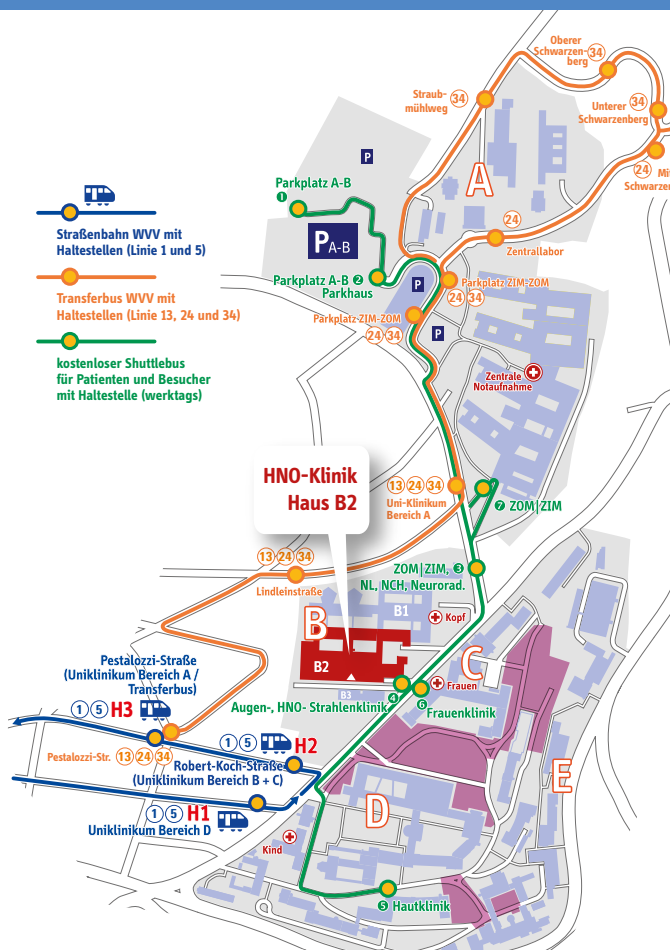 Oberer
Schwarzen-
berg
34
Straub-
mühlweg
34
34
Unterer
Schwarzenberg
24
A
P
Parkplatz A-B
1
P A-B
24
Zentrallabor
Straßenbahn WVV mit
Haltestellen (Linie 1 und 5)
Parkplatz A-B 2
Parkhaus
P
Parkplatz ZIM-ZOM
24 34
Transferbus WVV mit
Haltestellen (Linie 13, 24 und 34)
Parkplatz ZIM-ZOM
24 34
P
kostenloser Shuttlebus
für Patienten und Besucher
mit Haltestelle (werktags)
Zentrale
Notaufnahme
HNO-Klinik
Haus B2
13 24 34
Uni-Klinikum
Bereich A
7 ZOM|ZIM
13 24 34
Lindleinstraße
ZOM|ZIM, 3
NL, NCH, Neurorad.
B
B1
Kopf
B2
C
Frauen
B3
4
Augen-, HNO- Strahlenklinik
6
Frauenklinik
Pestalozzi-Straße
(Uniklinikum Bereich A /
Transferbus)
1 5 H3
Pestalozzi-Str. 13 24 34
1 5 H2
Robert-Koch-Straße
(Uniklinikum Bereich B + C)
E
D
1 5 H1
Uniklinikum Bereich D
Kind
5 Hautklinik